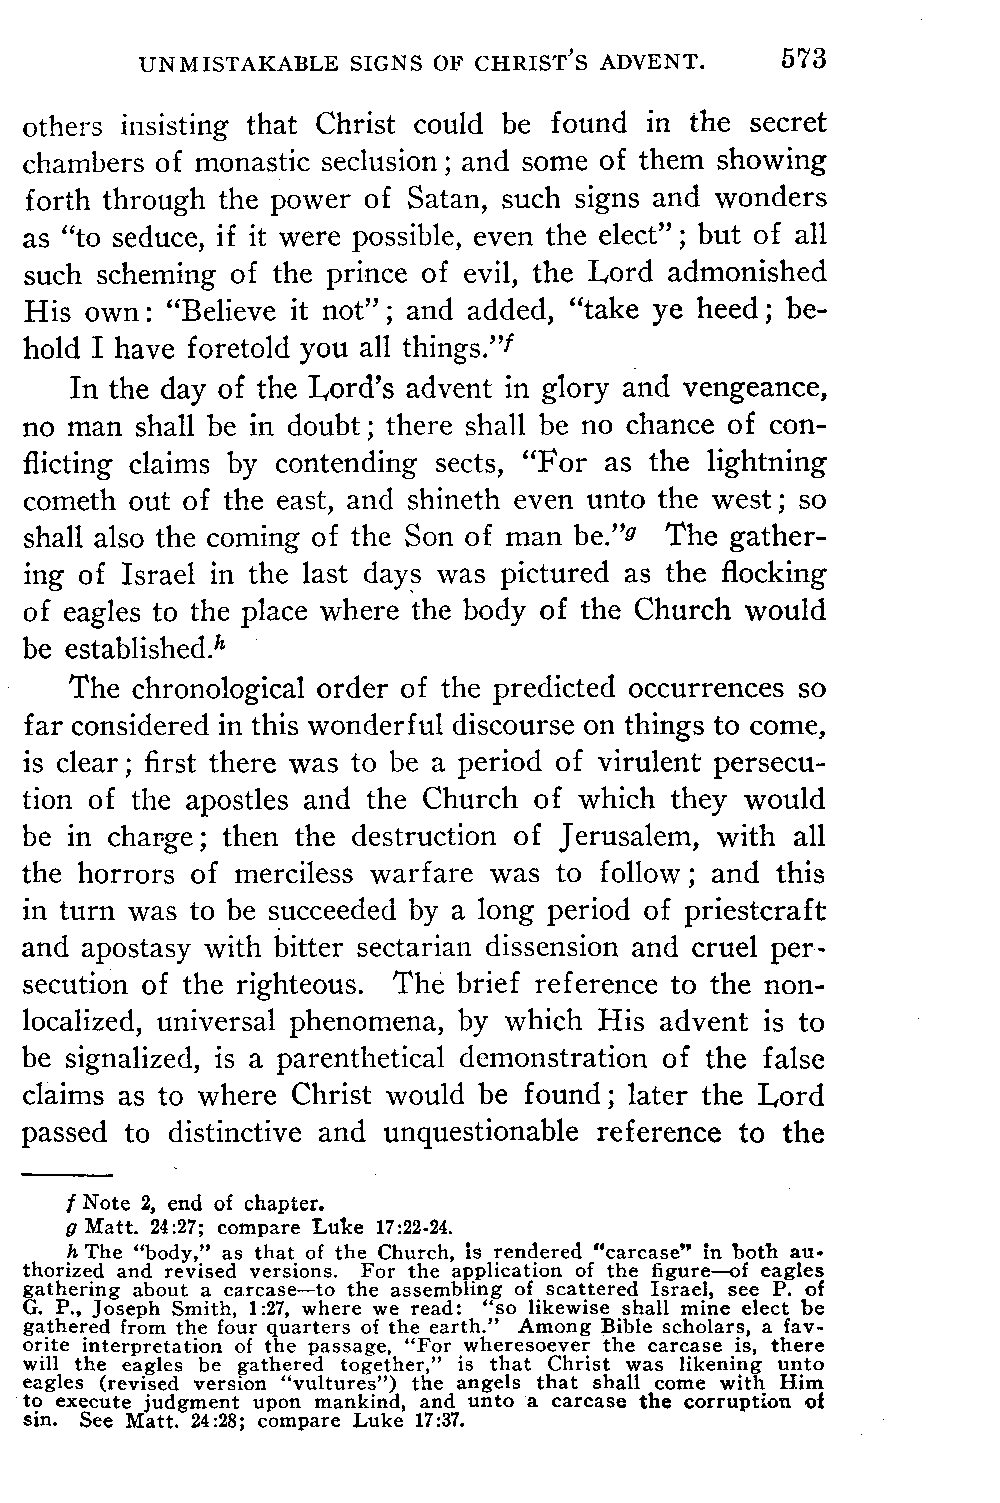 UNMISTAKABLE SIGNS OF CHRIST'S ADVENT. 573
others insisting that Christ could be found in the secret
chambers of monastic seclusion; and some of them showing
forth through the power of Satan, such signs and wonders
as “to seduce, if it were possible, even the elect”; but of all
such scheming of the prince of evil, the Lord admonished
His own: “Believe it not”; and added, “take ye heed; be-
hold I have foretold you all things.”f
In the day of the Lord's advent in glory and vengeance,
no man shall be in doubt; there shall be no chance of con-
flicting claims by contending sects, “For as the lightning
cometh out of the east, and shineth even unto the west; so
shall also the coming of the Son of man be.”g The gather-
ing of Israel in the last days was pictured as the flocking
of eagles to the place where the body of the Church would
be established.h
The chronological order of the predicted occurrences so
far considered in this wonderful discourse on things to come,
is clear; first there was to be a period of virulent persecu-
tion of the apostles and the Church of which they would
be in charge; then the destruction of Jerusalem, with all
the horrors of merciless warfare was to follow; and this
in turn was to be succeeded by a long period of priestcraft
and apostasy with bitter sectarian dissension and cruel per-
secution of the righteous. The brief reference to the non-
localized, universal phenomena, by which His advent is to
be signalized, is a parenthetical demonstration of the false
claims as to where Christ would be found; later the Lord
passed to distinctive and unquestionable reference to the
f Note 2, end of chapter.
g Matt. 24:27; compare Luke 17:22-24.
h The “body,” as that of the Church, is rendered “carcase” in both au-
thorized and revised versions. For the application of the figure—of eagles
gathering about a carcase—to the assembling of scattered Israel, see P. of
G. P., Joseph Smith, 1:27, where we read: “so likewise shall mine elect be
gathered from the four quarters of the earth.” Among Bible scholars, a fav-
orite interpretation of the passage, “For wheresoever the carcase is, there
will the eagles be gathered together,” is that Christ was likening unto
eagles (revised version “vultures”) the angels that shall come with Him
to execute judgment upon mankind, and unto a carcase the corruption of
sin. See Matt. 24:28; compare Luke 17:37.